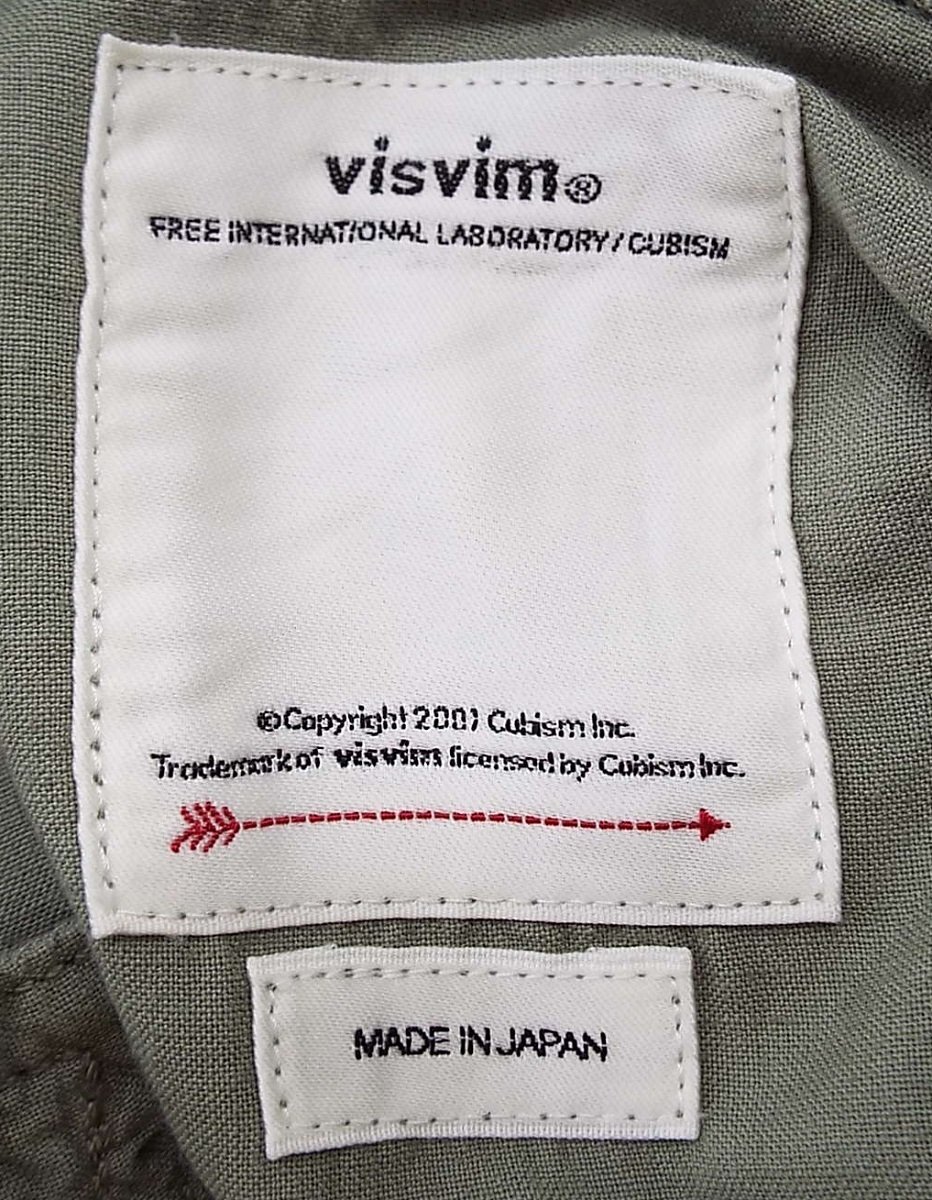 visvim®
FREE INTERNATIONAL LABORATORY / CUBISM
©Copyright 2001 Cubism Inc.
Trademark of visvim licensed by Cubism Inc.
MADE IN JAPAN